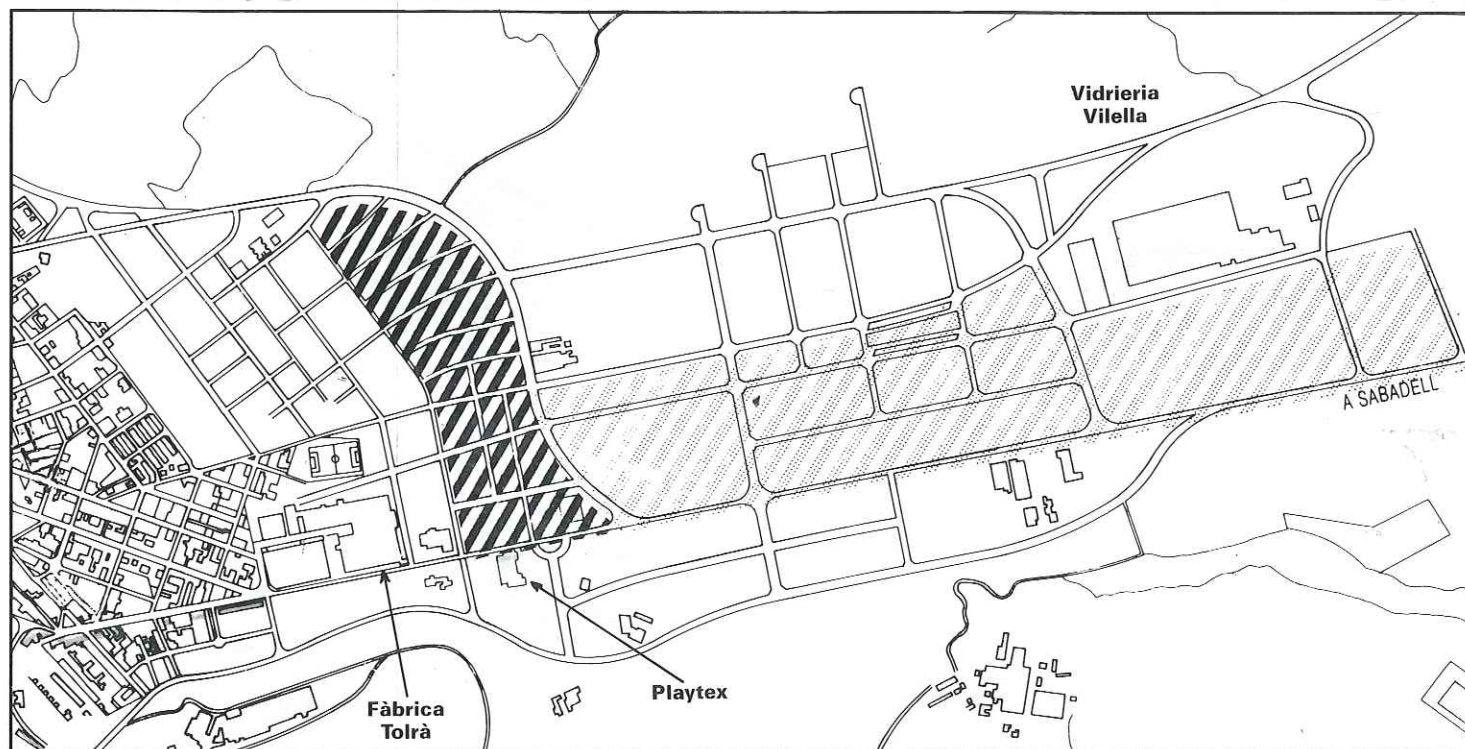 Vidrieria
Vilella
A SABADELL
Playtex
Fàbrica
Tolrà